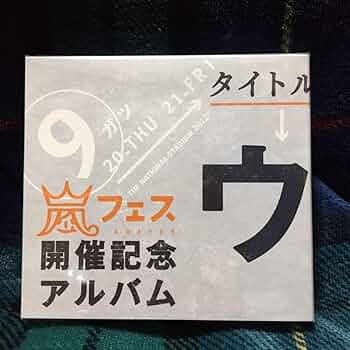 9
ガツ
20-THU 21-FRI
THE NATIONAL STADIUM 2012
タイトル
ウ
嵐フェス
ARAFES
開催記念
アルバム